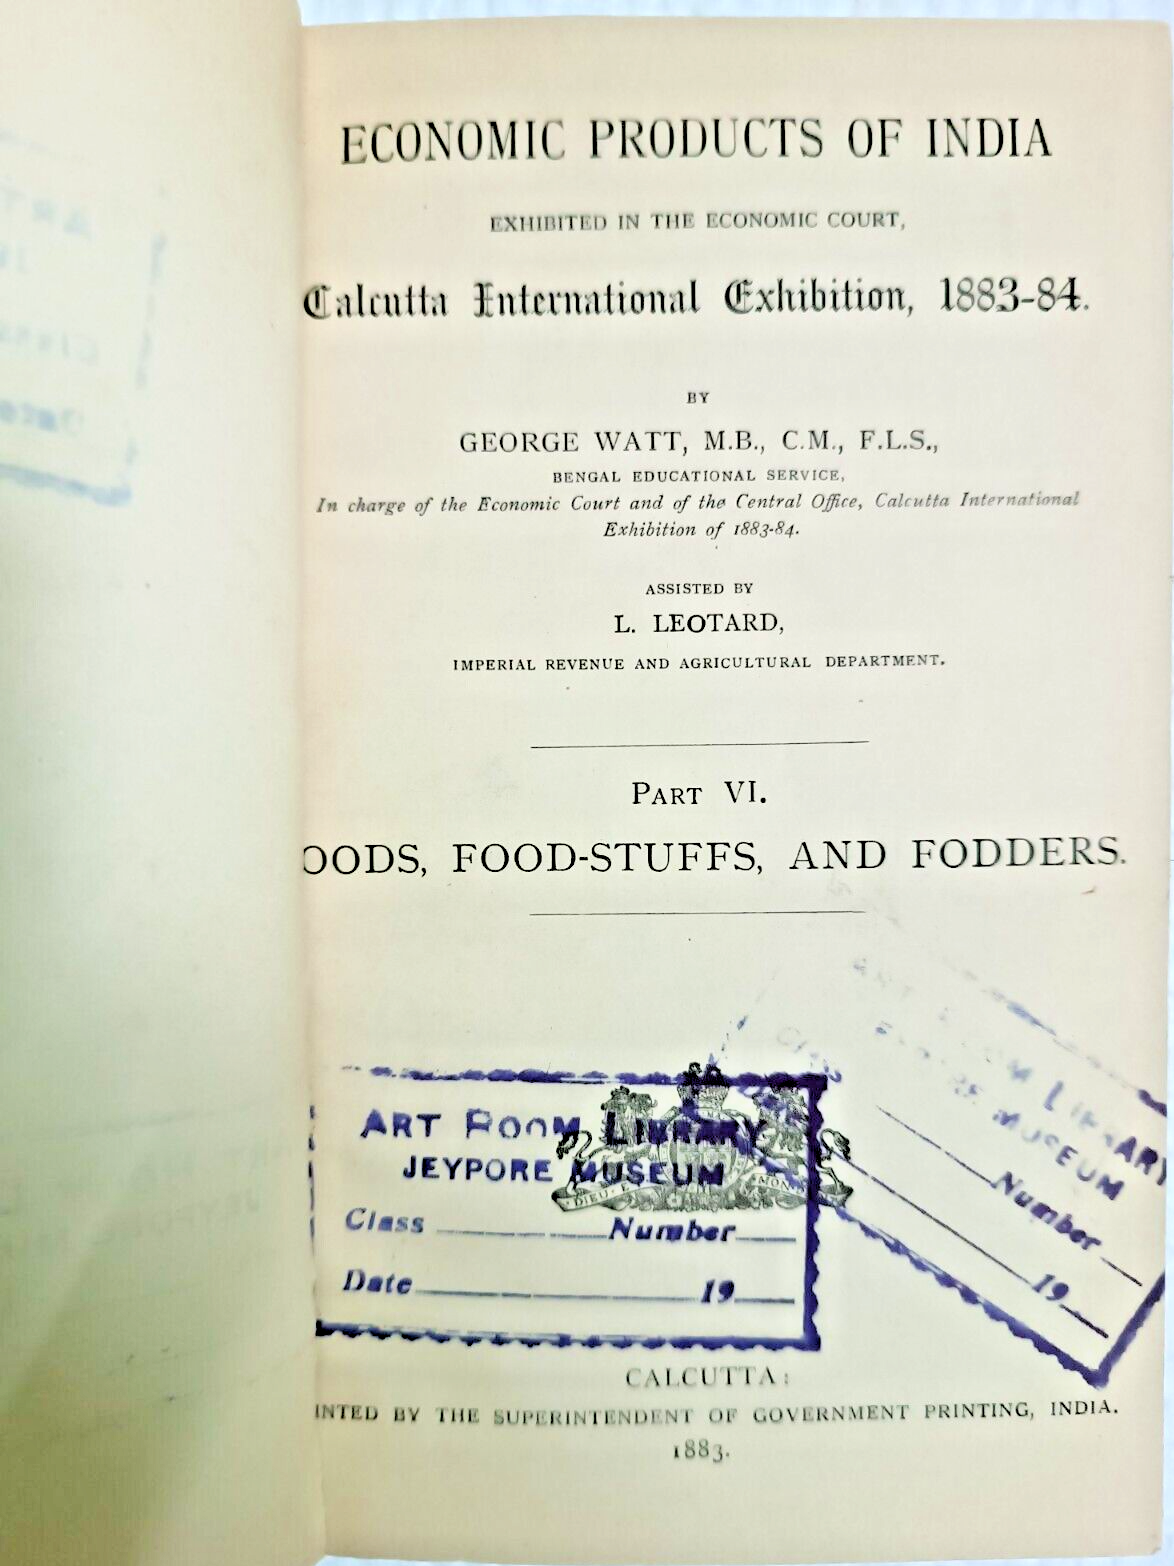 ECONOMIC PRODUCTS OF INDIA
EXHIBITED IN THE ECONOMIC COURT,
Calcutta International Exhibition, 1883-84.
BY
GEORGE WATT, M.B., C.M., F.L.S.,
BENGAL EDUCATIONAL SERVICE,
In charge of the Economic Court and of the Central Office, Calcutta International
Exhibition of 1883-84.
ASSISTED BY
L. LEOTARD,
IMPERIAL REVENUE AND AGRICULTURAL DEPARTMENT.
PART VI.
OODS, FOOD-STUFFS, AND FODDERS.
ART ROOM LIBRARY
JEYPORE MUSEUM
Class Number
Date 19
DIEU MON
LIBRARY
MUSEUM
Number
19
CALCUTTA:
INTED BY THE SUPERINTENDENT OF GOVERNMENT PRINTING, INDIA.
1883.